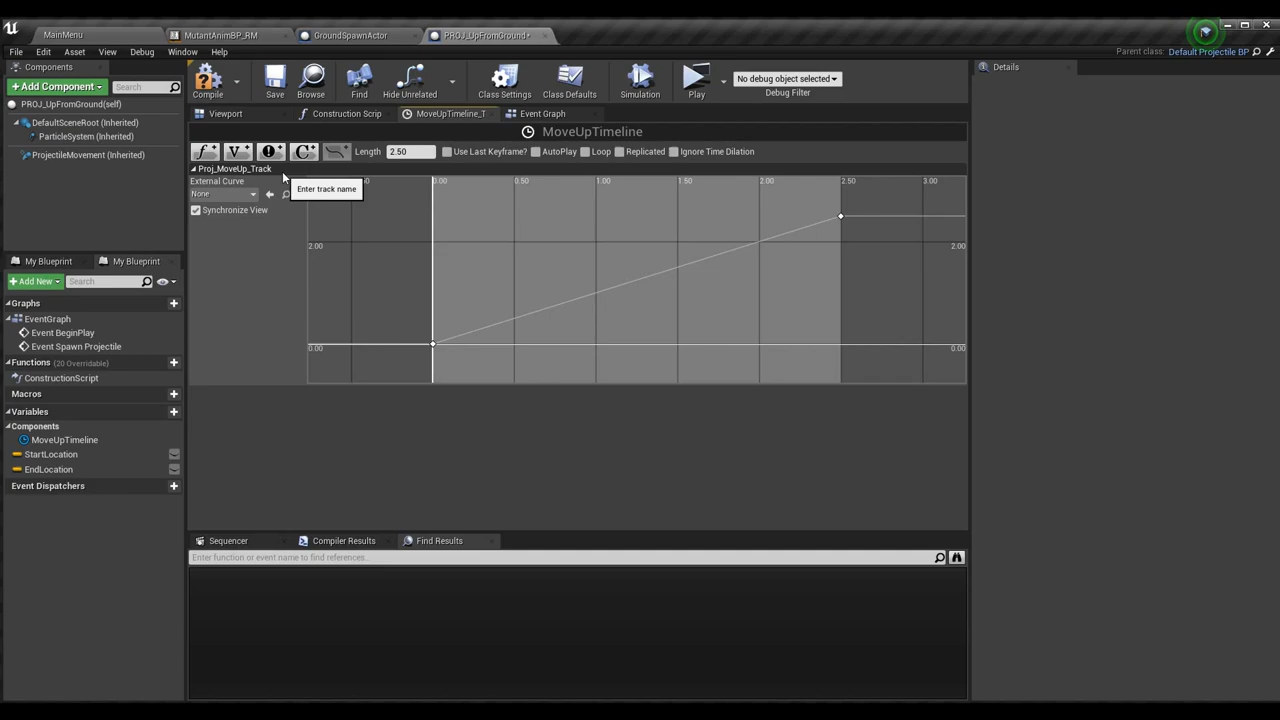 MainMenu
MutantAnimBP_RM
GroundSpawnActor
PROJ_UpFromGround*
File Edit Asset View Debug Window Help
Parent class: Default Projectile BP
Components
Details
+ Add Component
Search
Compile
Save
Browse
Find
Hide Unrelated
Class Settings
Class Defaults
Simulation
Play
No debug object selected
Debug Filter
PROJ_UpFromGround(self)
DefaultSceneRoot (Inherited)
ParticleSystem (Inherited)
ProjectileMovement (Inherited)
Viewport
Construction Scrip
MoveUpTimeline_T
Event Graph
MoveUpTimeline
Length 2.50 Use Last Keyframe? AutoPlay Loop Replicated Ignore Time Dilation
Proj_MoveUp_Track
External Curve
None
Synchronize View
Enter track name
0.00 0.50 1.00 1.50 2.00 2.50 3.00
2.00 2.00
0.00 0.00
My Blueprint
My Blueprint
+ Add New
Search
Graphs
EventGraph
Event BeginPlay
Event Spawn Projectile
Functions (20 Overridable)
ConstructionScript
Macros
Variables
Components
MoveUpTimeline
StartLocation
EndLocation
Event Dispatchers
Sequencer
Compiler Results
Find Results
Enter function or event name to find references...